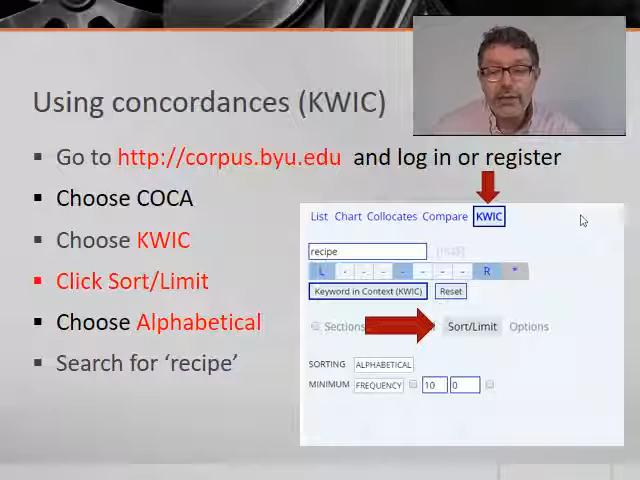 Using concordances (KWIC)
Go to http://corpus.byu.edu and log in or register
Choose COCA
Choose KWIC
Click Sort/Limit
Choose Alphabetical
Search for ‘recipe’
List Chart Collocates Compare KWIC
recipe
L - - - - - - - R *
Keyword in Context (KWIC) Reset
Sections Sort/Limit Options
SORTING ALPHABETICAL
MINIMUM FREQUENCY 10 0